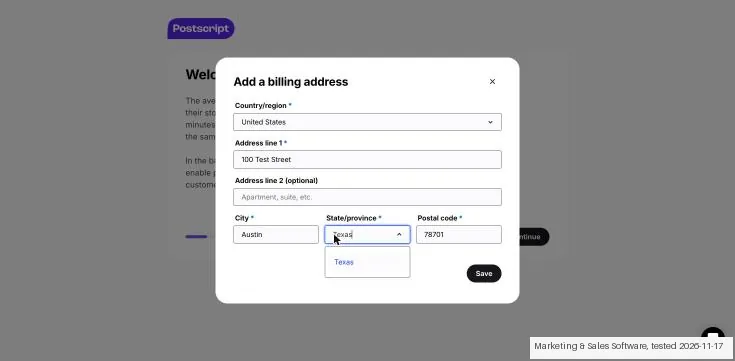 Postscript
Add a billing address
Country/region *
United States
Address line 1 *
100 Test Street
Address line 2 (optional)
Apartment, suite, etc.
City * State/province * Postal code *
Austin Texas 78701
Texas
Save
The ave
their sto
minutes
the sam
In the b
enable p
custome
ntinue
Marketing & Sales Software, tested 2026-11-17